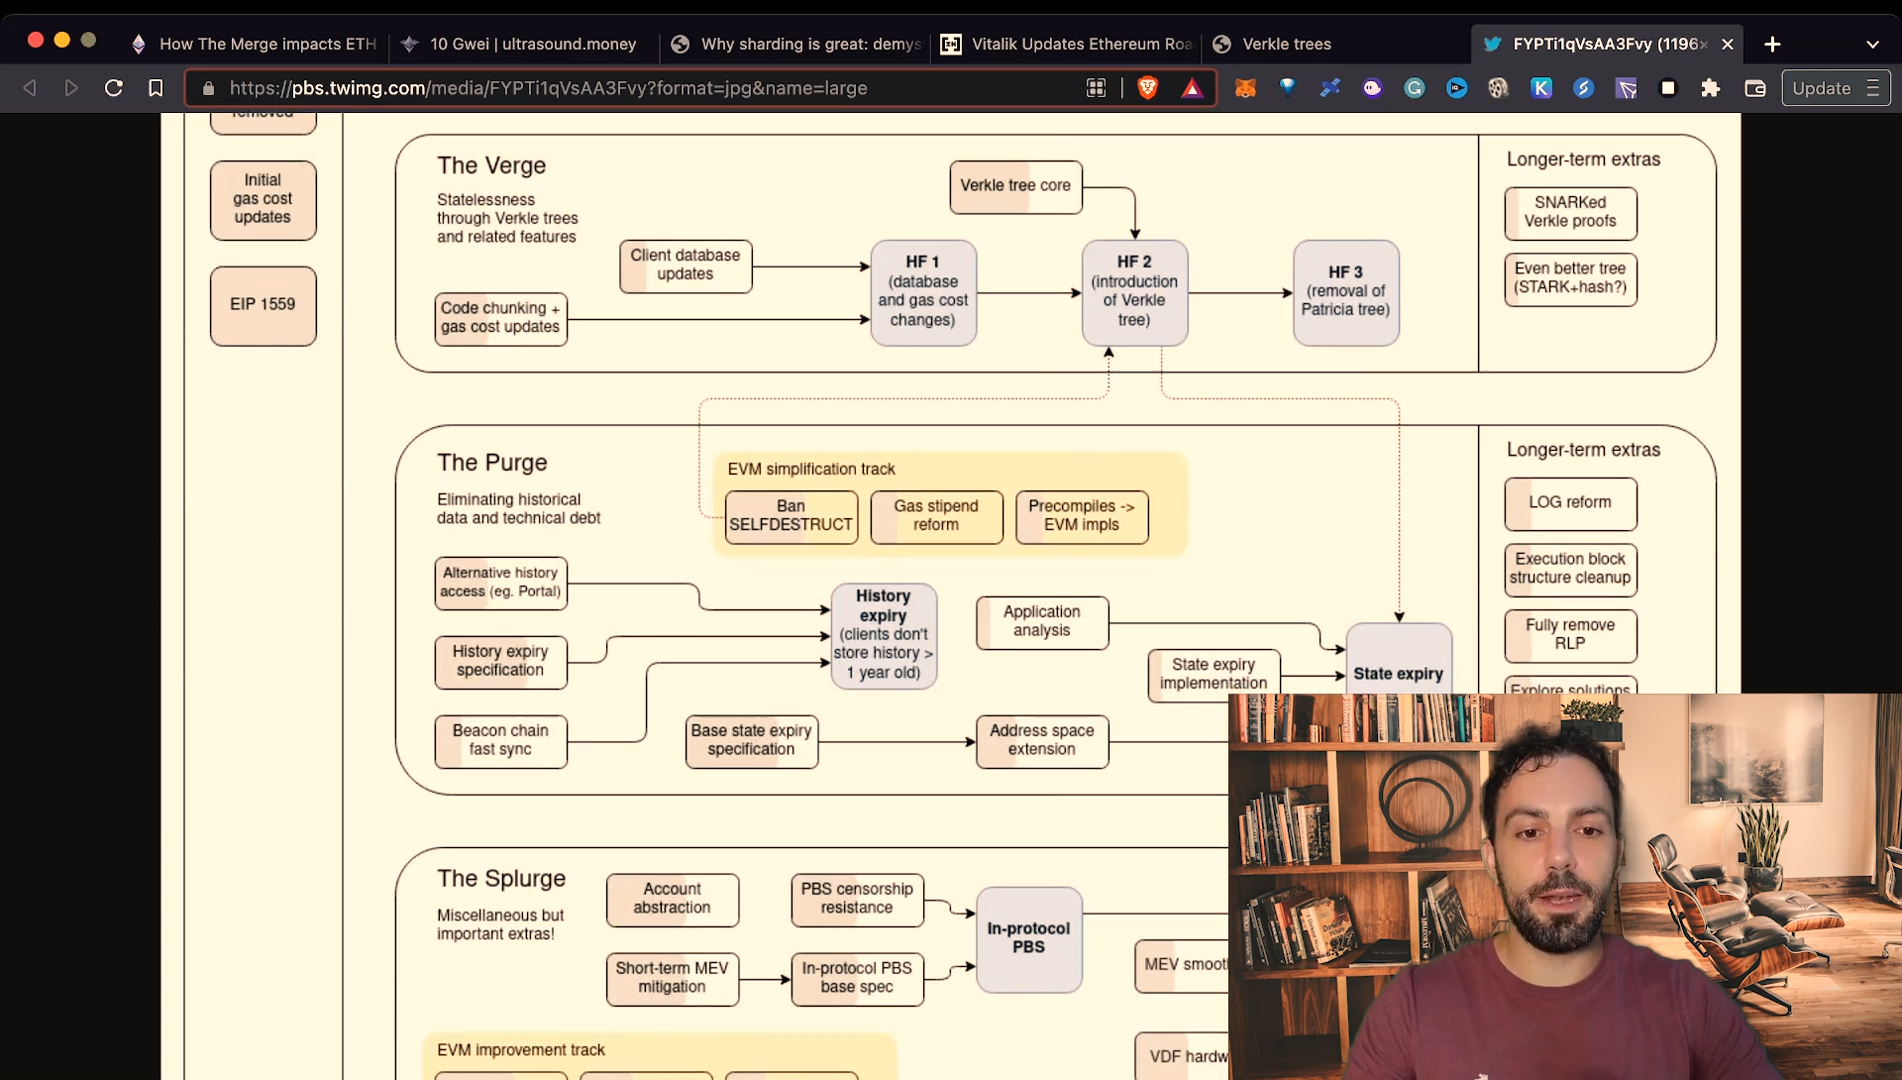 How The Merge impacts ETH
10 Gwei | ultrasound.money
Why sharding is great: demys
Vitalik Updates Ethereum Roa
Verkle trees
FYPTi1qVsAA3Fvy (1196×
https://pbs.twimg.com/media/FYPTi1qVsAA3Fvy?format=jpg&name=large
Update
removed
Initial
gas cost
updates
EIP 1559
The Verge
Statelessness
through Verkle trees
and related features
Verkle tree core
Client database
updates
Code chunking +
gas cost updates
HF 1
(database
and gas cost
changes)
HF 2
(introduction
of Verkle
tree)
HF 3
(removal of
Patricia tree)
Longer-term extras
SNARKed
Verkle proofs
Even better tree
(STARK+hash?)
The Purge
Eliminating historical
data and technical debt
EVM simplification track
Ban
SELFDESTRUCT
Gas stipend
reform
Precompiles ->
EVM impls
Alternative history
access (eg. Portal)
History expiry
specification
Beacon chain
fast sync
History
expiry
(clients don't
store history >
1 year old)
Application
analysis
State expiry
implementation
Base state expiry
specification
Address space
extension
State expiry
Longer-term extras
LOG reform
Execution block
structure cleanup
Fully remove
RLP
Explore solutions
The Splurge
Miscellaneous but
important extras!
Account
abstraction
PBS censorship
resistance
Short-term MEV
mitigation
In-protocol PBS
base spec
In-protocol
PBS
MEV smoot
VDF hardw
EVM improvement track